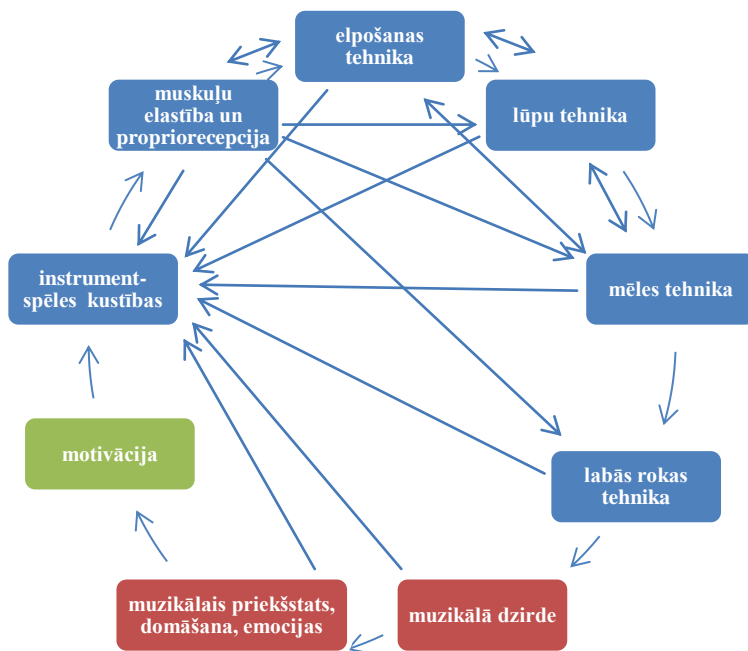 elpošanas
tehnika
muskuļu
elastība un
propriorecepcija
lūpu tehnika
instrument-
spēles kustības
mēles tehnika
motivācija
labās rokas
tehnika
muzikālais priekšstats,
domāšana, emocijas
muzikālā dzirde